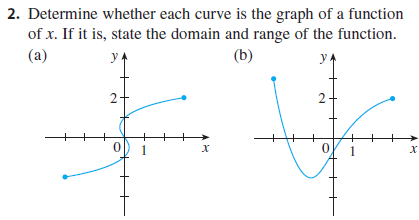 2. Determine whether each curve is the graph of a function
of x. If it is, state the domain and range of the function.
(a)
y
2
0
1
x
(b)
y
2
0
1
x